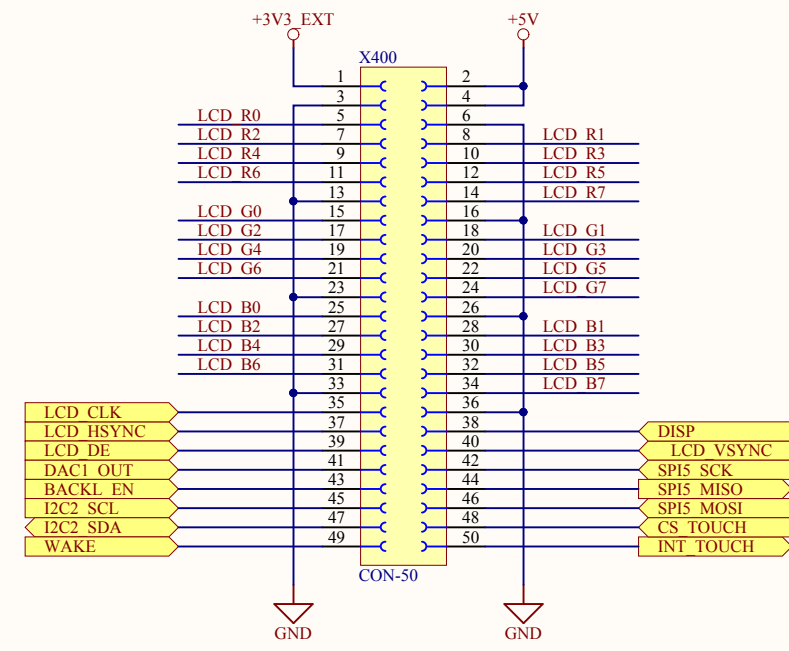 +3V3_EXT +5V
X400
1 2
3 4
LCD_R0 5 6
LCD_R2 7 8 LCD_R1
LCD_R4 9 10 LCD_R3
LCD_R6 11 12 LCD_R5
13 14 LCD_R7
LCD_G0 15 16
LCD_G2 17 18 LCD_G1
LCD_G4 19 20 LCD_G3
LCD_G6 21 22 LCD_G5
23 24 LCD_G7
LCD_B0 25 26
LCD_B2 27 28 LCD_B1
LCD_B4 29 30 LCD_B3
LCD_B6 31 32 LCD_B5
33 34 LCD_B7
LCD_CLK 35 36
LCD_HSYNC 37 38 DISP
LCD_DE 39 40 LCD_VSYNC
DAC1_OUT 41 42 SPI5_SCK
BACKL_EN 43 44 SPI5_MISO
I2C2_SCL 45 46 SPI5_MOSI
I2C2_SDA 47 48 CS_TOUCH
WAKE 49 50 INT_TOUCH
CON-50
GND GND